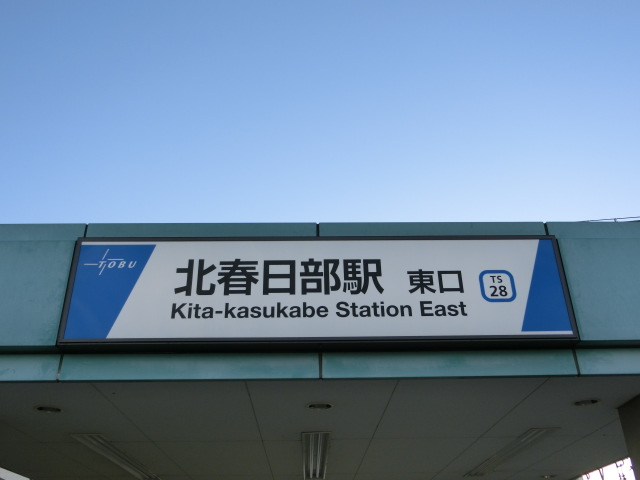 TOBU
北春日部駅 東口
Kita-kasukabe Station East
TS
28